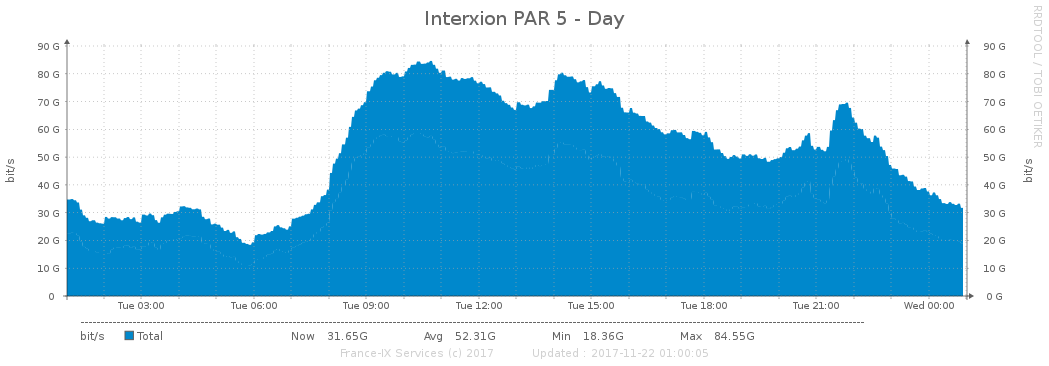 Interxion PAR 5 - Day
RRDTOOL / TOBI OETIKER
90 G 90 G
80 G 80 G
70 G 70 G
60 G 60 G
50 G 50 G
40 G 40 G
30 G 30 G
20 G 20 G
10 G 10 G
0 0 G
bit/s
bit/s
Tue 03:00 Tue 06:00 Tue 09:00 Tue 12:00 Tue 15:00 Tue 18:00 Tue 21:00 Wed 00:00
bit/s Total Now 31.65G Avg 52.31G Min 18.36G Max 84.55G
France-IX Services (c) 2017 Updated : 2017-11-22 01:00:05